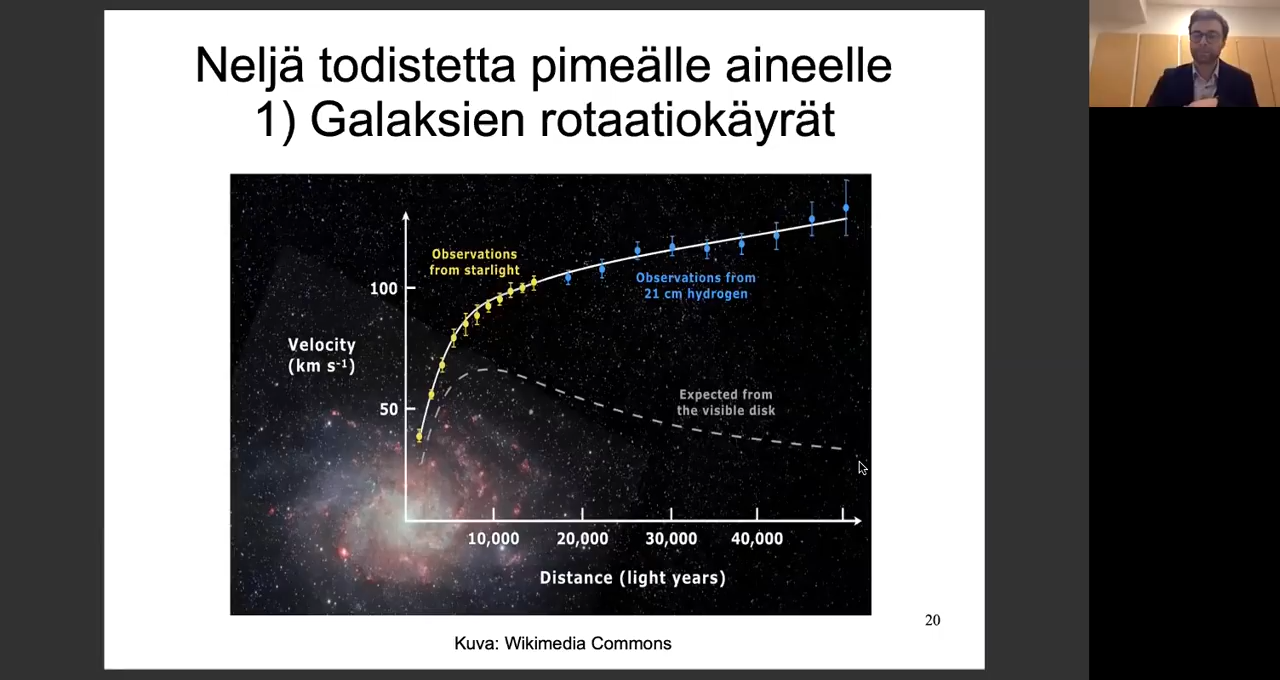 Neljä todistetta pimeälle aineelle
1) Galaksien rotaatiokäyrät
Observations
from starlight
100
Observations from
21 cm hydrogen
Velocity
(km s⁻¹)
Expected from
the visible disk
50
10,000
20,000
30,000
40,000
Distance (light years)
20
Kuva: Wikimedia Commons